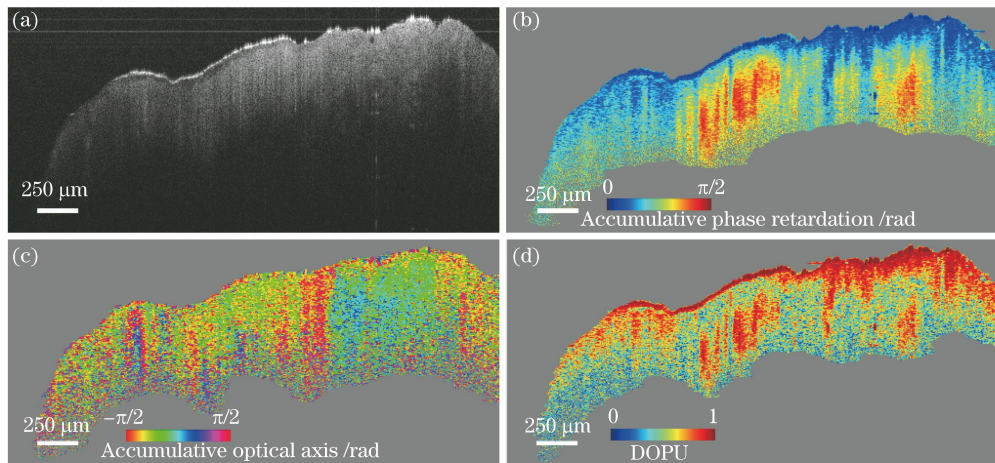 (a)
250 μm
(b)
0 π/2
250 μm
Accumulative phase retardation /rad
(c)
−π/2 π/2
250 μm
Accumulative optical axis /rad
(d)
0 1
250 μm
DOPU